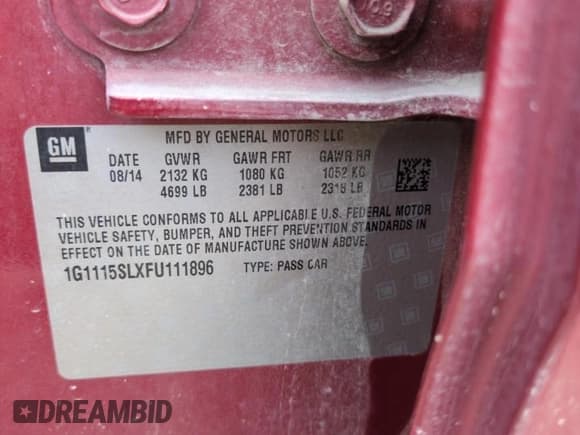 09
GM
MFD BY GENERAL MOTORS LLC
DATE GVWR GAWR FRT GAWR RR
08/14 2132 KG 1080 KG 1052 KG
4699 LB 2381 LB 2318 LB
THIS VEHICLE CONFORMS TO ALL APPLICABLE U.S. FEDERAL MOTOR
VEHICLE SAFETY, BUMPER, AND THEFT PREVENTION STANDARDS IN
EFFECT ON THE DATE OF MANUFACTURE SHOWN ABOVE.
1G1115SLXFU111896 TYPE: PASS CAR
DREAMBID